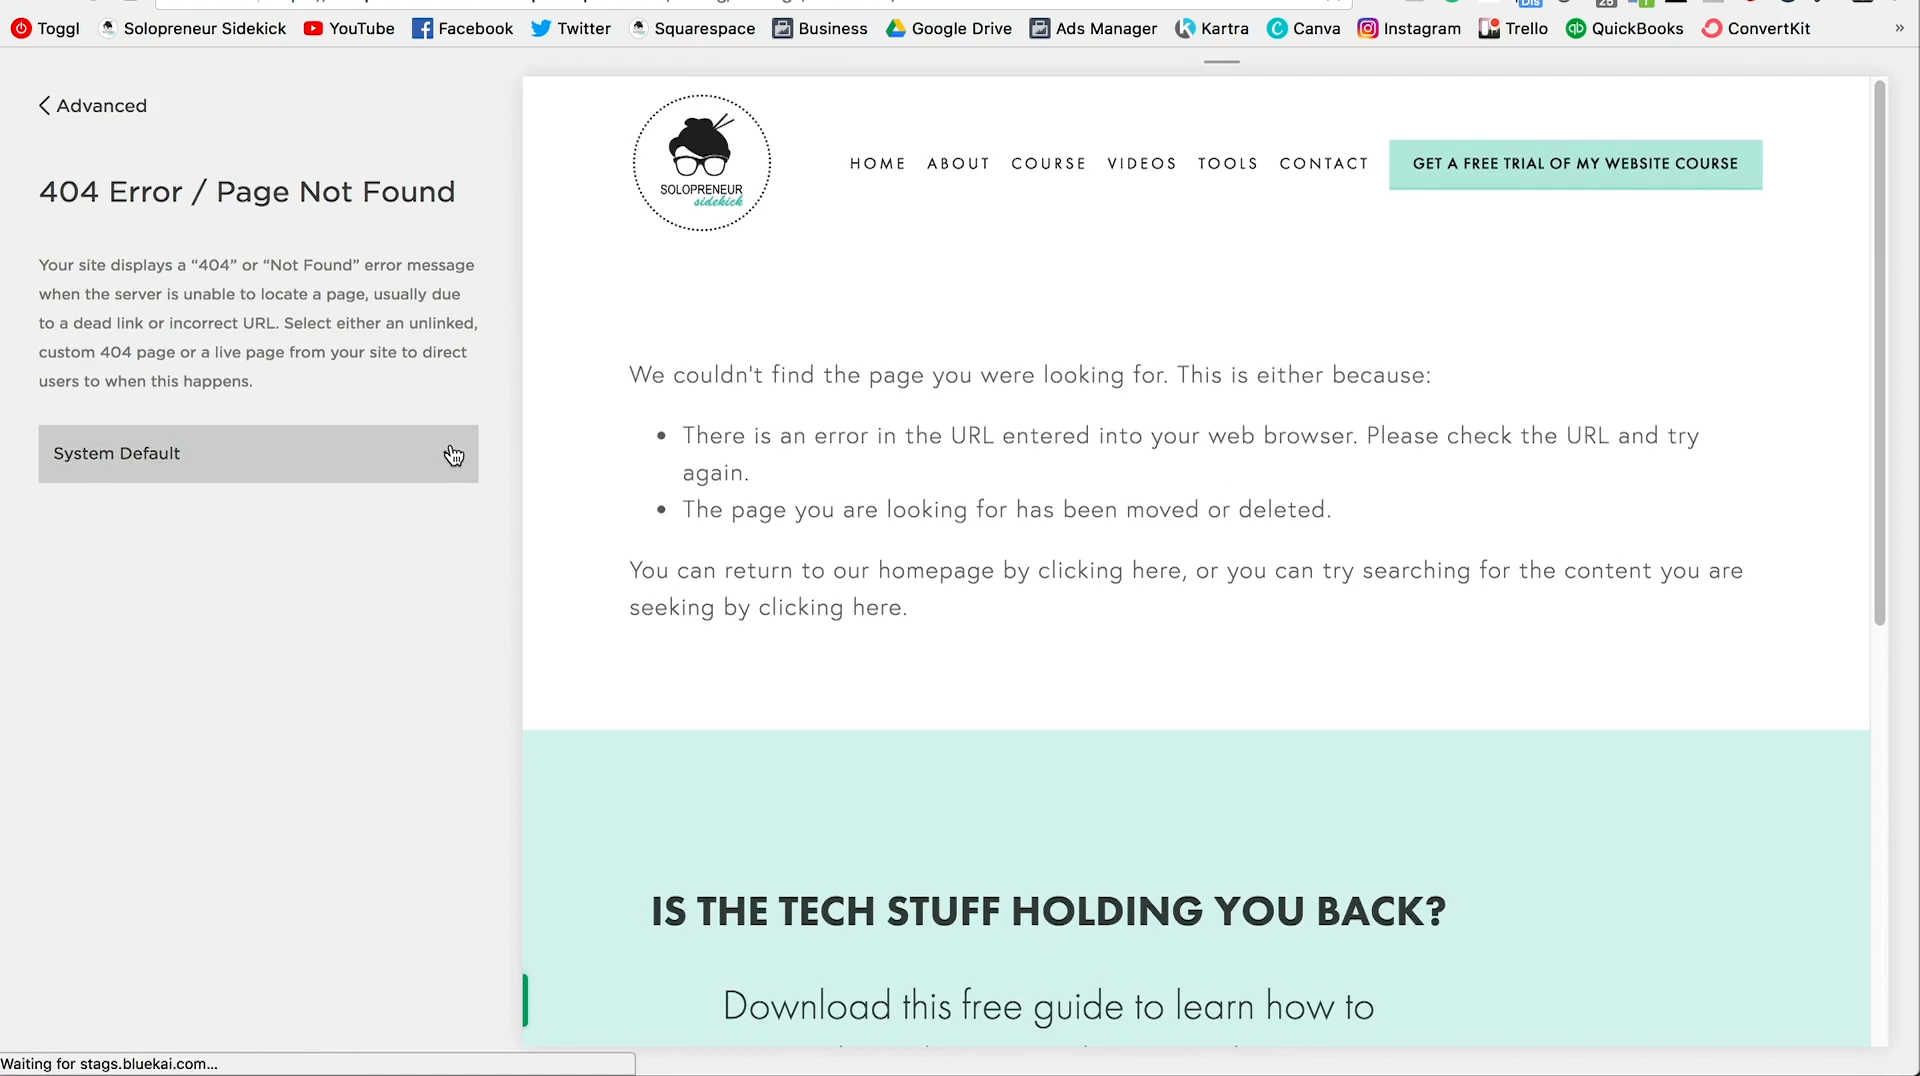 Toggl Solopreneur Sidekick YouTube Facebook Twitter Squarespace Business Google Drive Ads Manager Kartra Canva Instagram Trello QuickBooks ConvertKit »
Advanced
404 Error / Page Not Found
Your site displays a “404” or “Not Found” error message
when the server is unable to locate a page, usually due
to a dead link or incorrect URL. Select either an unlinked,
custom 404 page or a live page from your site to direct
users to when this happens.
System Default
SOLOPRENEUR
sidekick
HOME ABOUT COURSE VIDEOS TOOLS CONTACT GET A FREE TRIAL OF MY WEBSITE COURSE
We couldn't find the page you were looking for. This is either because:
• There is an error in the URL entered into your web browser. Please check the URL and try
again.
• The page you are looking for has been moved or deleted.
You can return to our homepage by clicking here, or you can try searching for the content you are
seeking by clicking here.
IS THE TECH STUFF HOLDING YOU BACK?
Download this free guide to learn how to
Waiting for stags.bluekai.com...